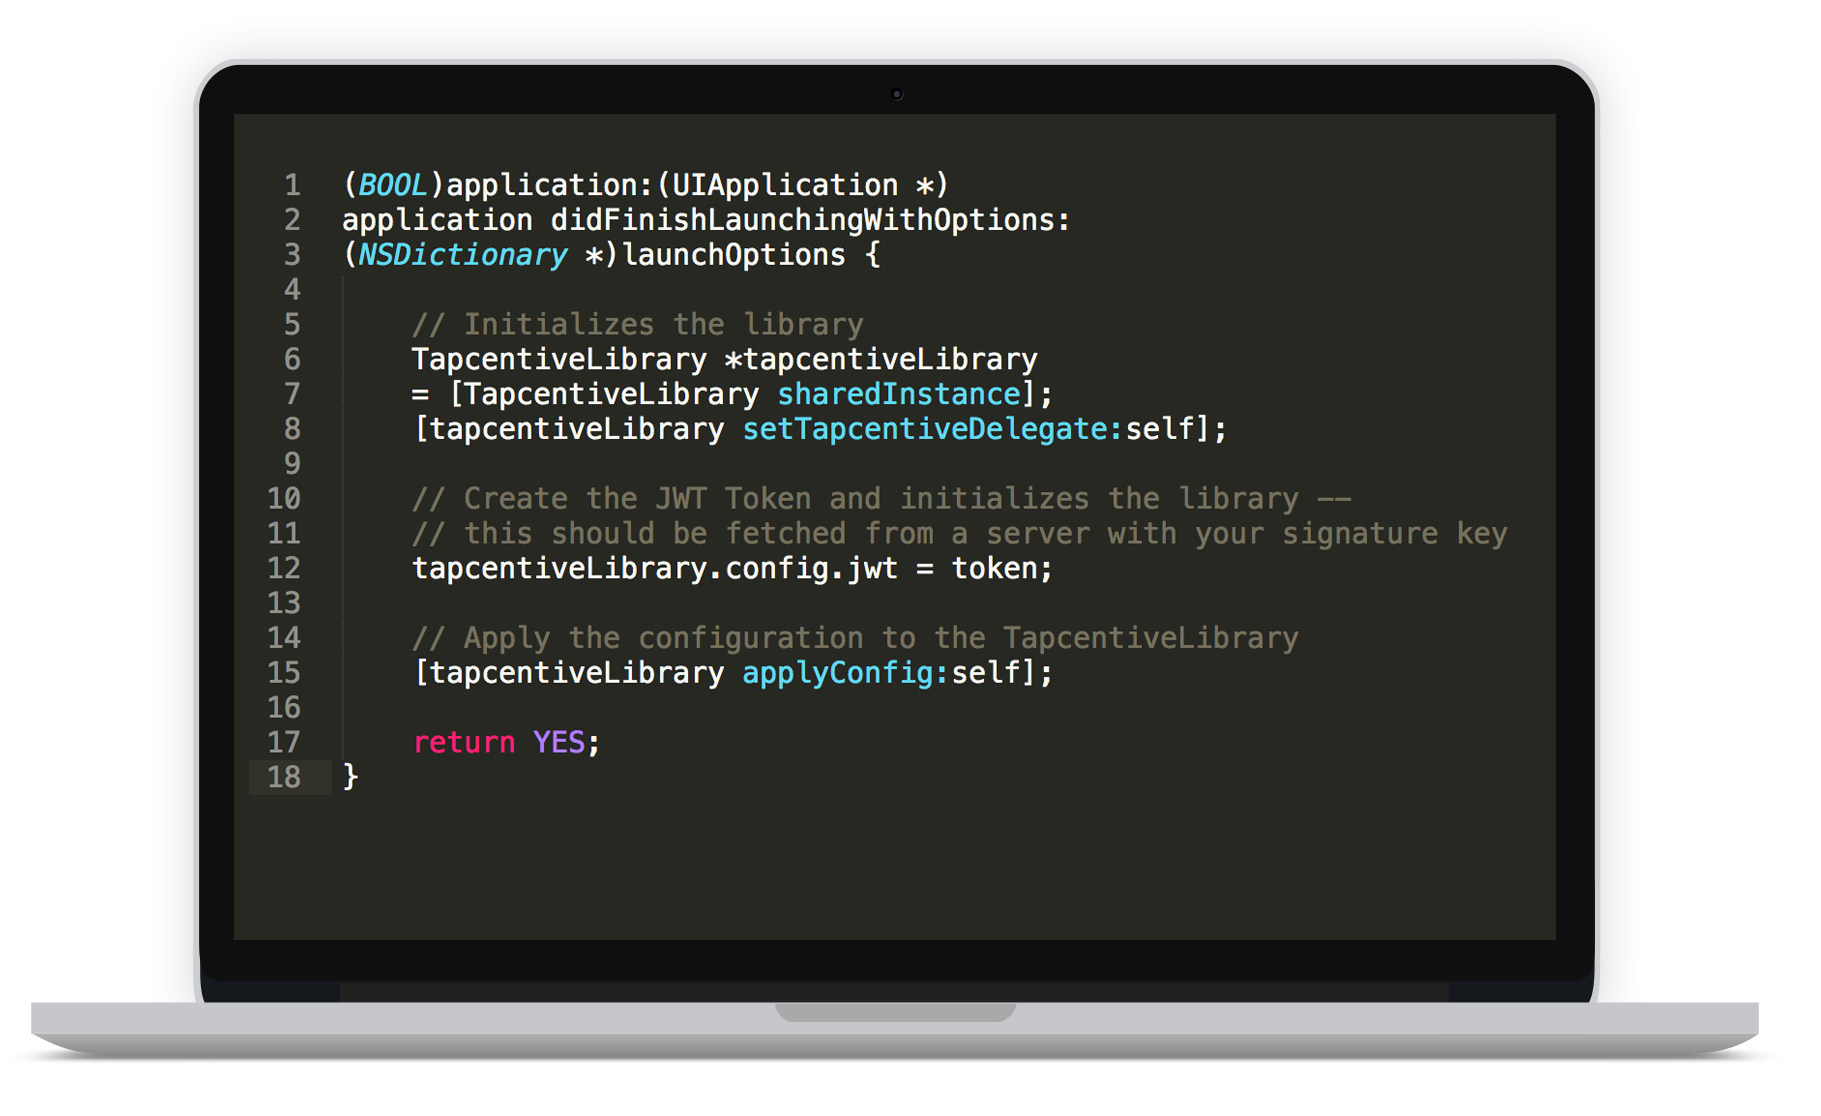 1 (BOOL)application:(UIApplication *)
2 application didFinishLaunchingWithOptions:
3 (NSDictionary *)launchOptions {
4
5 // Initializes the library
6 TapcentiveLibrary *tapcentiveLibrary
7 = [TapcentiveLibrary sharedInstance];
8 [tapcentiveLibrary setTapcentiveDelegate:self];
9
10 // Create the JWT Token and initializes the library --
11 // this should be fetched from a server with your signature key
12 tapcentiveLibrary.config.jwt = token;
13
14 // Apply the configuration to the TapcentiveLibrary
15 [tapcentiveLibrary applyConfig:self];
16
17 return YES;
18 }